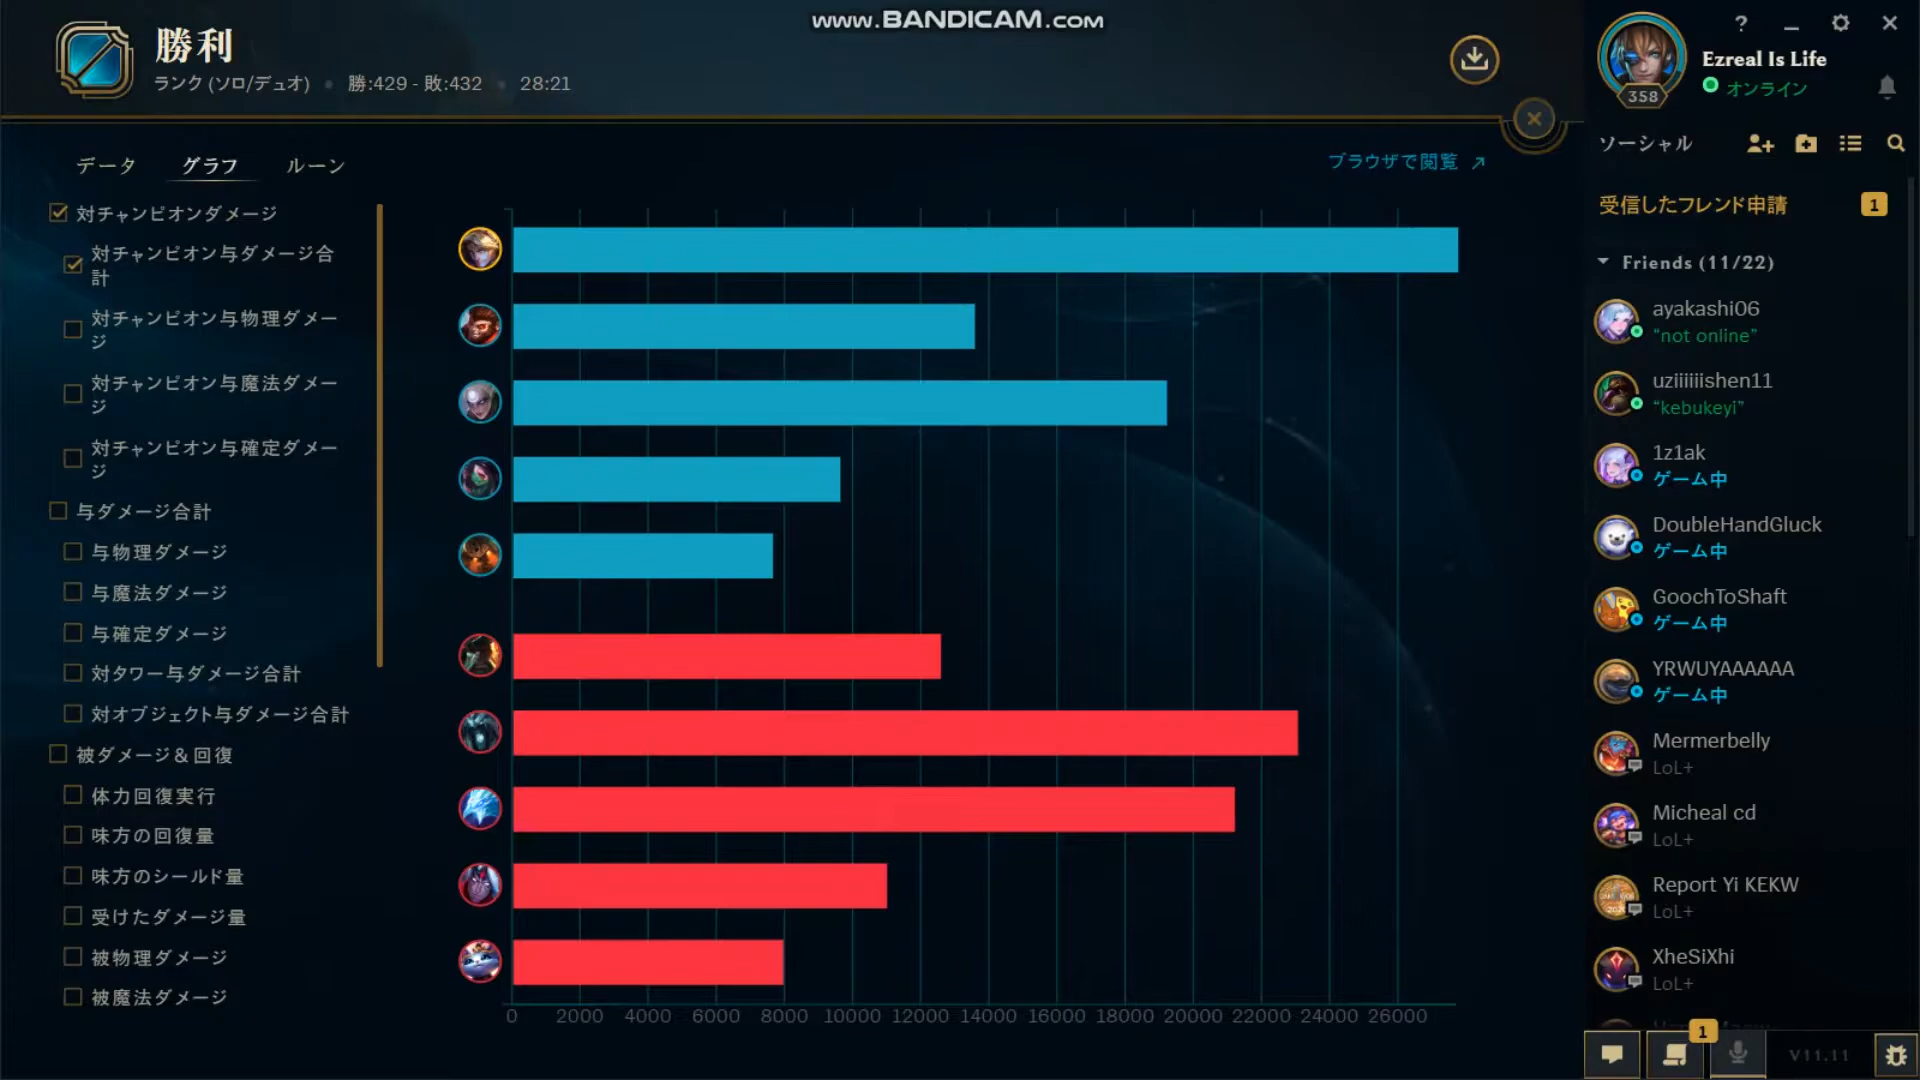 www.BANDICAM.com
勝利
ランク (ソロ/デュオ) • 勝:429 - 敗:432 • 28:21
データ グラフ ルーン
ブラウザで閲覧
対チャンピオンダメージ
対チャンピオン与ダメージ合
計
対チャンピオン与物理ダメー
ジ
対チャンピオン与魔法ダメー
ジ
対チャンピオン与確定ダメー
ジ
与ダメージ合計
与物理ダメージ
与魔法ダメージ
与確定ダメージ
対タワー与ダメージ合計
対オブジェクト与ダメージ合計
被ダメージ＆回復
体力回復実行
味方の回復量
味方のシールド量
受けたダメージ量
被物理ダメージ
被魔法ダメージ
0 2000 4000 6000 8000 10000 12000 14000 16000 18000 20000 22000 24000 26000
?
358
Ezreal Is Life
オンライン
ソーシャル
受信したフレンド申請 1
Friends (11/22)
ayakashi06
“not online”
uziiiiiishen11
“kebukeyi”
1z1ak
ゲーム中
DoubleHandGluck
ゲーム中
GoochToShaft
ゲーム中
YRWUYAAAAAA
ゲーム中
Mermerbelly
LoL+
Micheal cd
LoL+
Report Yi KEKW
LoL+
XheSiXhi
LoL+
1
V11.11